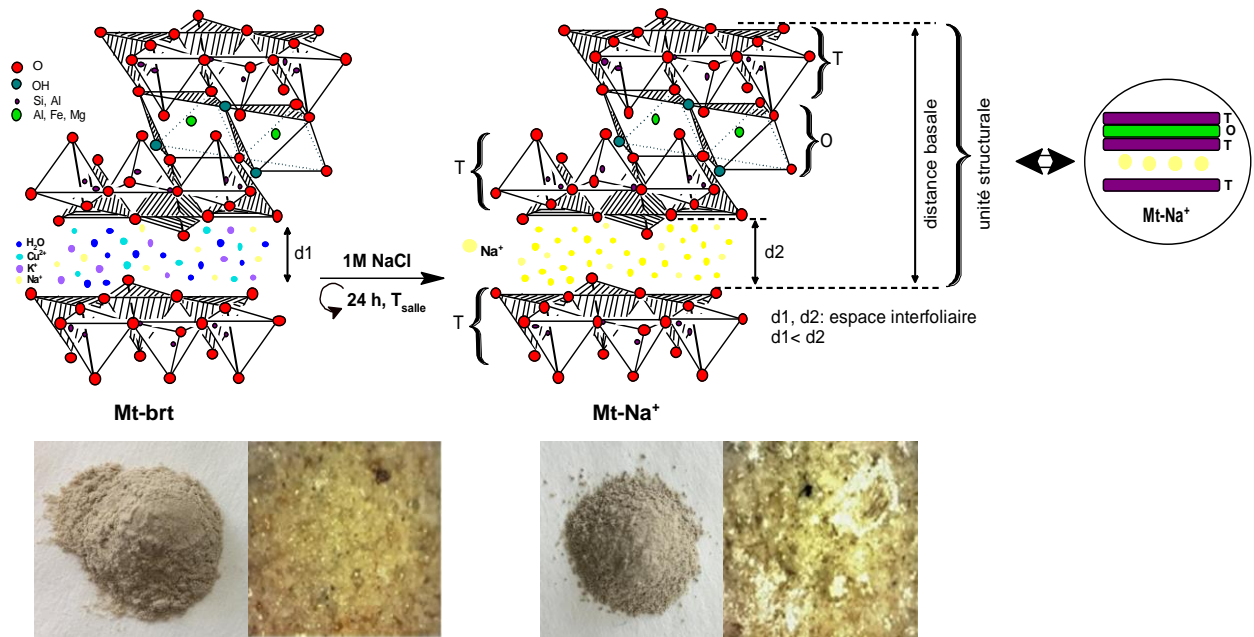 O
OH
Si, Al
Al, Fe, Mg
T
H₂O
Cu²⁺
K⁺
Na⁺
d1
T
Mt-brt
1M NaCl
24 h, T salle
T
O
T
Na⁺
d2
T
distance basale
unité structurale
d1, d2: espace interfoliaire
d1< d2
Mt-Na⁺
T
O
T
T
Mt-Na⁺